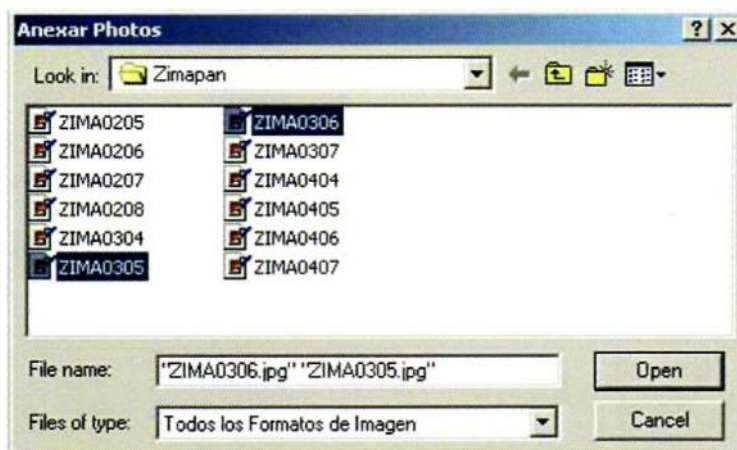 Anexar Photos
Look in: Zimapan
ZIMA0205
ZIMA0206
ZIMA0207
ZIMA0208
ZIMA0304
ZIMA0305
ZIMA0306
ZIMA0307
ZIMA0404
ZIMA0405
ZIMA0406
ZIMA0407
File name: "ZIMA0306.jpg" "ZIMA0305.jpg" Open
Files of type: Todos los Formatos de Imagen Cancel